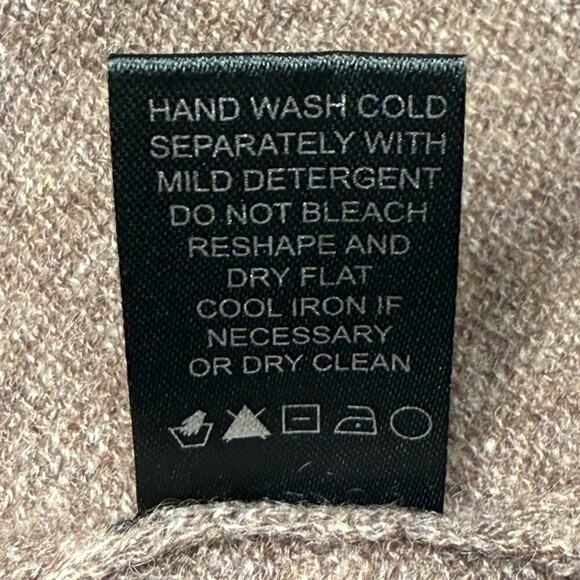 HAND WASH COLD
SEPARATELY WITH
MILD DETERGENT
DO NOT BLEACH
RESHAPE AND
DRY FLAT
COOL IRON IF
NECESSARY
OR DRY CLEAN